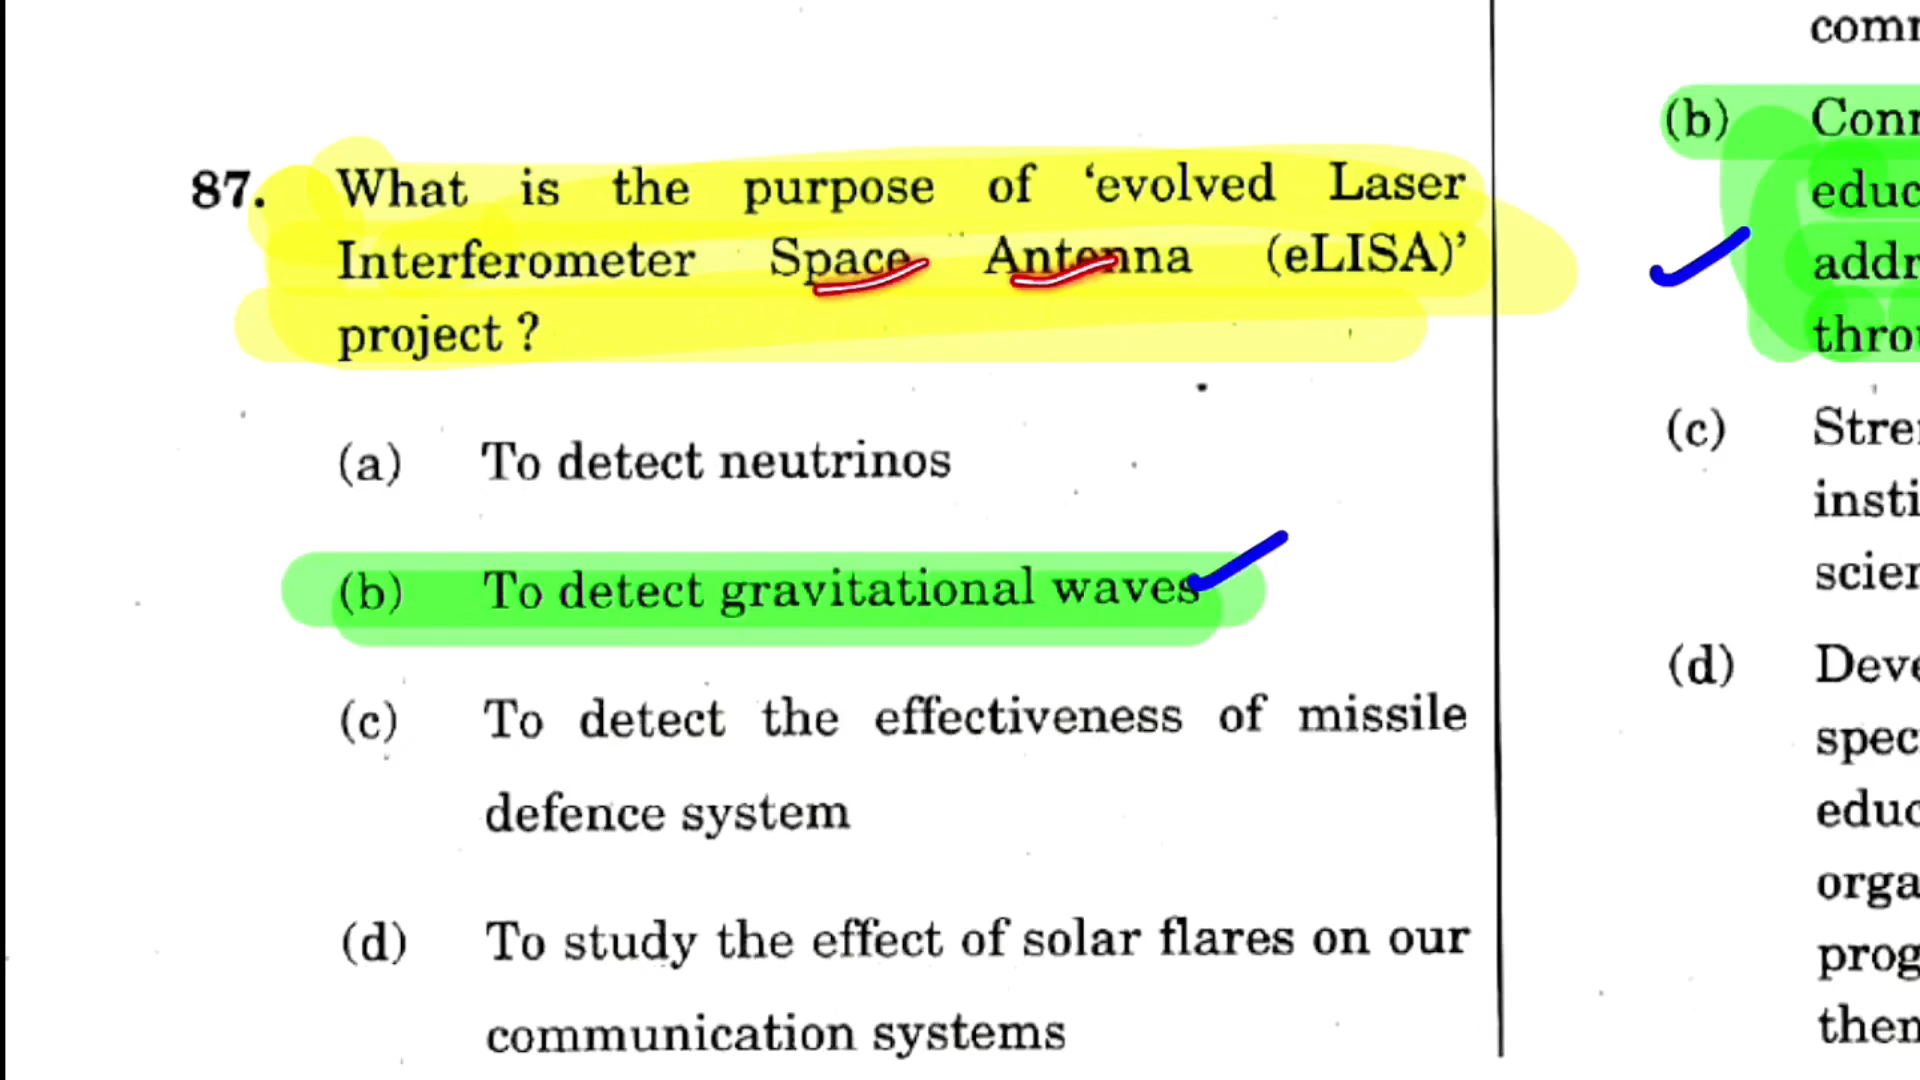 87. What is the purpose of ‘evolved Laser
Interferometer Space Antenna (eLISA)’
project ?
(a) To detect neutrinos
(b) To detect gravitational waves
(c) To detect the effectiveness of missile
defence system
(d) To study the effect of solar flares on our
communication systems
(b)
(c)
(d)